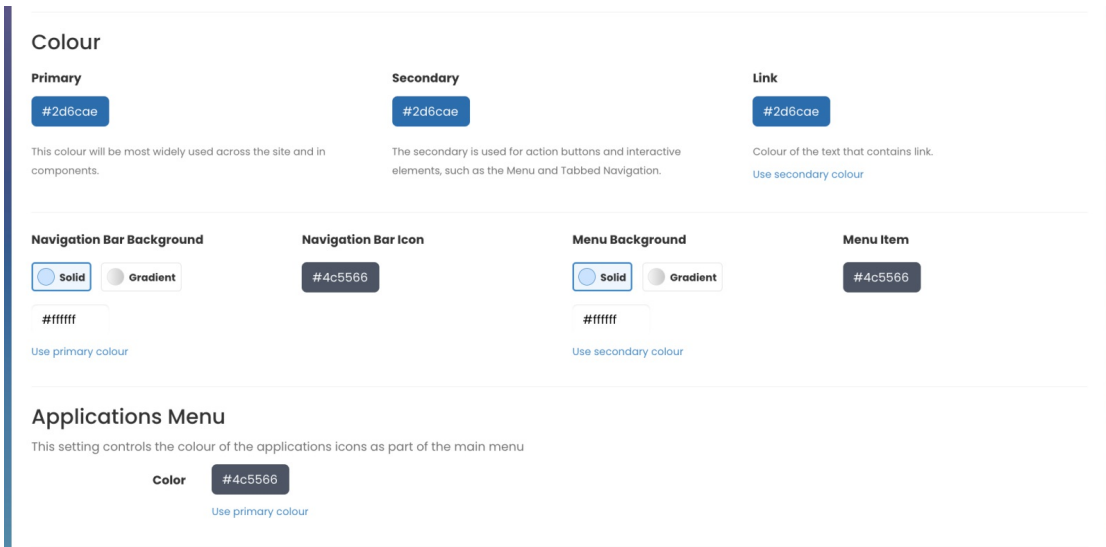 Colour
Primary
Secondary
Link
#2d6cae
#2d6cae
#2d6cae
This colour will be most widely used across the site and in
components.
The secondary is used for action buttons and interactive
elements, such as the Menu and Tabbed Navigation.
Colour of the text that contains link.
Use secondary colour
Navigation Bar Background
Navigation Bar Icon
Menu Background
Menu Item
Solid
Gradient
#4c5566
Solid
Gradient
#4c5566
#ffffff
#ffffff
Use primary colour
Use secondary colour
Applications Menu
This setting controls the colour of the applications icons as part of the main menu
Color
#4c5566
Use primary colour